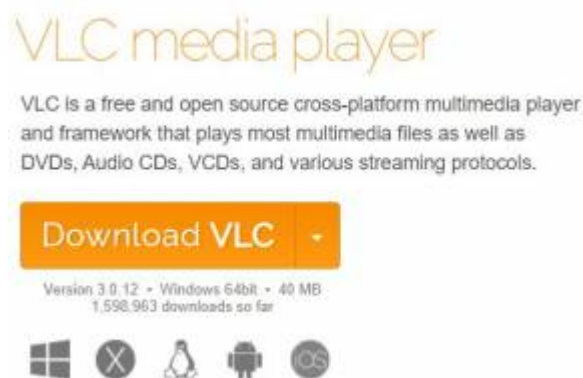 VLC media player
VLC is a free and open source cross-platform multimedia player
and framework that plays most multimedia files as well as
DVDs, Audio CDs, VCDs, and various streaming protocols.
Download VLC
Version 3.0.12 • Windows 64bit • 40 MB
1,598,963 downloads so far
X
iOS